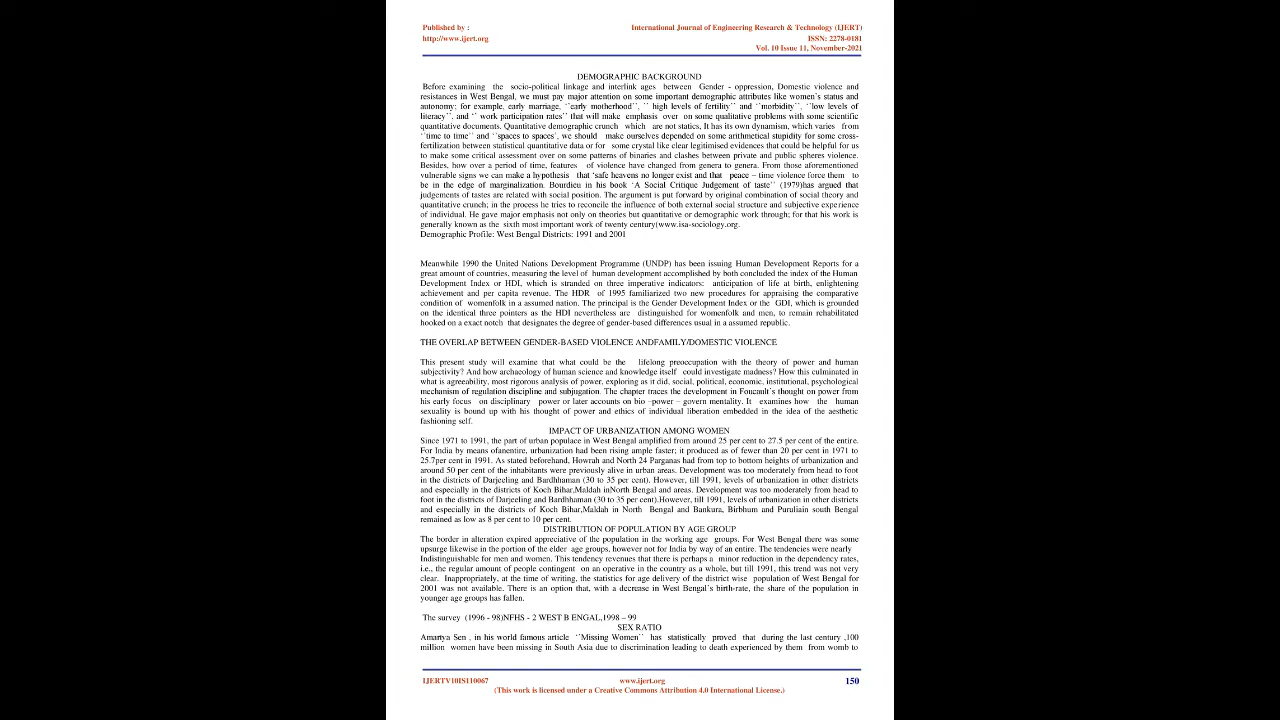 Published by :
International Journal of Engineering Research & Technology (IJERT)
http://www.ijert.org
ISSN: 2278-0181
Vol. 10 Issue 11, November-2021
DEMOGRAPHIC BACKGROUND
Before examining the socio-political linkage and interlink ages between Gender - oppression, Domestic violence and
resistances in West Bengal, we must pay major attention on some important demographic attributes like women's status and
autonomy; for example, early marriage, ``early motherhood``, `` high levels of fertility`` and ``morbidity``, ``low levels of
literacy``, and `` work participation rates`` that will make emphasis over on some qualitative problems with some scientific
quantitative documents. Quantitative demographic crunch which are not statics, It has its own dynamism, which varies from
``time to time`` and ``spaces to spaces`, we should make ourselves depended on some arithmetical stupidity for some cross-
fertilization between statistical quantitative data or for some crystal like clear legitimised evidences that could be helpful for us
to make some critical assessment over on some patterns of binaries and clashes between private and public spheres violence.
Besides, how over a period of time, features of violence have changed from genera to genera. From those aforementioned
vulnerable signs we can make a hypothesis that 'safe heavens no longer exist and that peace – time violence force them to
be in the edge of marginalization. Bourdieu in his book 'A Social Critique Judgement of taste'' (1979)has argued that
judgements of tastes are related with social position. The argument is put forward by original combination of social theory and
quantitative crunch; in the process he tries to reconcile the influence of both external social structure and subjective experience
of individual. He gave major emphasis not only on theories but quantitative or demographic work through; for that his work is
generally known as the sixth most important work of twenty century(www.isa-sociology.org.
Demographic Profile: West Bengal Districts: 1991 and 2001
Meanwhile 1990 the United Nations Development Programme (UNDP) has been issuing Human Development Reports for a
great amount of countries, measuring the level of human development accomplished by both concluded the index of the Human
Development Index or HDI, which is stranded on three imperative indicators: anticipation of life at birth, enlightening
achievement and per capita revenue. The HDR of 1995 familiarized two new procedures for appraising the comparative
condition of womenfolk in a assumed nation. The principal is the Gender Development Index or the GDI, which is grounded
on the identical three pointers as the HDI nevertheless are distinguished for womenfolk and men, to remain rehabilitated
hooked on a exact notch that designates the degree of gender-based differences usual in a assumed republic.
THE OVERLAP BETWEEN GENDER-BASED VIOLENCE ANDFAMILY/DOMESTIC VIOLENCE
This present study will examine that what could be the lifelong preoccupation with the theory of power and human
subjectivity? And how archaeology of human science and knowledge itself could investigate madness? How this culminated in
what is agreeability, most rigorous analysis of power, exploring as it did, social, political, economic, institutional, psychological
mechanism of regulation discipline and subjugation. The chapter traces the development in Foucault's thought on power from
his early focus on disciplinary power or later accounts on bio –power – govern mentality. It examines how the human
sexuality is bound up with his thought of power and ethics of individual liberation embedded in the idea of the aesthetic
fashioning self.
IMPACT OF URBANIZATION AMONG WOMEN
Since 1971 to 1991, the part of urban populace in West Bengal amplified from around 25 per cent to 27.5 per cent of the entire.
For India by means ofanentire, urbanization had been rising ample faster; it produced as of fewer than 20 per cent in 1971 to
25.7per cent in 1991. As stated beforehand, Howrah and North 24 Parganas had from top to bottom heights of urbanization and
around 50 per cent of the inhabitants were previously alive in urban areas. Development was too moderately from head to foot
in the districts of Darjeeling and Bardhhaman (30 to 35 per cent). However, till 1991, levels of urbanization in other districts
and especially in the districts of Koch Bihar,Maldah inNorth Bengal and areas. Development was too moderately from head to
foot in the districts of Darjeeling and Bardhhaman (30 to 35 per cent).However, till 1991, levels of urbanization in other districts
and especially in the districts of Koch Bihar,Maldah in North Bengal and Bankura, Birbhum and Puruliain south Bengal
remained as low as 8 per cent to 10 per cent.
DISTRIBUTION OF POPULATION BY AGE GROUP
The border in alteration expired appreciative of the population in the working age groups. For West Bengal there was some
upsurge likewise in the portion of the elder age groups, however not for India by way of an entire. The tendencies were nearly
Indistinguishable for men and women. This tendency revenues that there is perhaps a minor reduction in the dependency rates,
i.e., the regular amount of people contingent on an operative in the country as a whole, but till 1991, this trend was not very
clear. Inappropriately, at the time of writing, the statistics for age delivery of the district wise population of West Bengal for
2001 was not available. There is an option that, with a decrease in West Bengal's birth-rate, the share of the population in
younger age groups has fallen.
The survey (1996 - 98)NFHS - 2 WEST B ENGAL,1998 – 99
SEX RATIO
Amartya Sen , in his world famous article ``Missing Women`` has statistically proved that during the last century ,100
million women have been missing in South Asia due to discrimination leading to death experienced by them from womb to
IJERTV10IS110067
www.ijert.org
150
(This work is licensed under a Creative Commons Attribution 4.0 International License.)